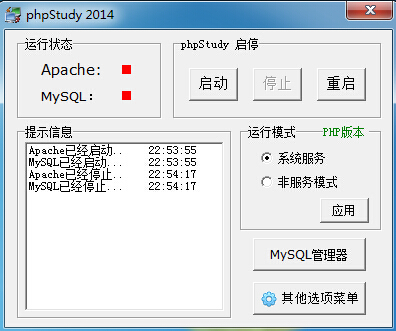 phpStudy 2014
运行状态
Apache:
MySQL:
phpStudy 启停
启动 停止 重启
提示信息
Apache已经启动.. 22:53:55
MySQL已经启动... 22:53:55
Apache已经停止.. 22:54:17
MySQL已经停止... 22:54:17
运行模式 PHP版本
系统服务
非服务模式
应用
MySQL管理器
其他选项菜单